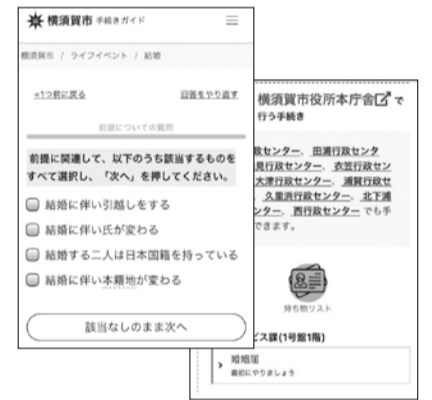 横須賀市 手続きガイド
横須賀市 / ライフイベント / 結婚
«1つ前に戻る
回答をやり直す
前提についての質問
前提に関連して、以下のうち該当するものを
すべて選択し、「次へ」を押してください。
結婚に伴い引越しをする
結婚に伴い氏が変わる
結婚する二人は日本国籍を持っている
結婚に伴い本籍地が変わる
該当なしのまま次へ
横須賀市役所本庁舎で
行う手続き
政センター、田浦行政センタ
見行政センター、衣笠行政セン
大津行政センター、浦賀行政セ
、久里浜行政センター、北下浦
ンター、西行政センター でも手
できます。
持ち物リスト
ビス課(1号館1階)
婚姻届
最初にやりましょう